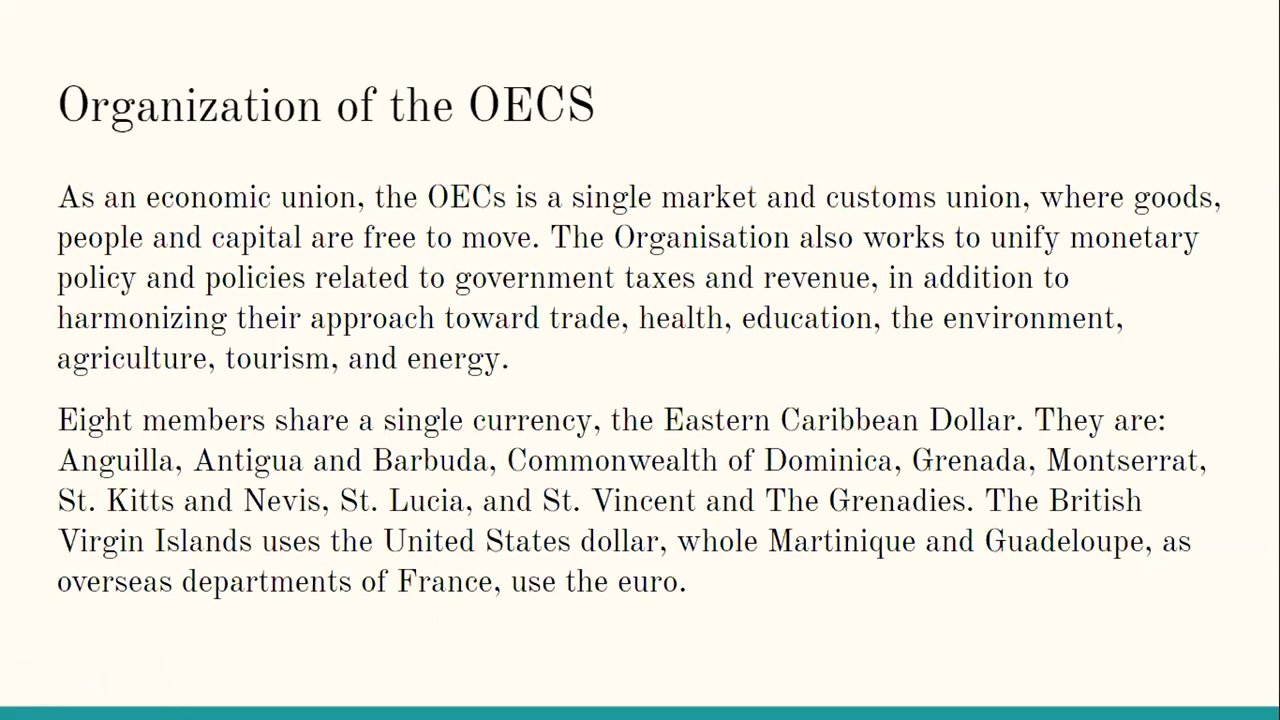 Organization of the OECS
As an economic union, the OECs is a single market and customs union, where goods,
people and capital are free to move. The Organisation also works to unify monetary
policy and policies related to government taxes and revenue, in addition to
harmonizing their approach toward trade, health, education, the environment,
agriculture, tourism, and energy.
Eight members share a single currency, the Eastern Caribbean Dollar. They are:
Anguilla, Antigua and Barbuda, Commonwealth of Dominica, Grenada, Montserrat,
St. Kitts and Nevis, St. Lucia, and St. Vincent and The Grenadies. The British
Virgin Islands uses the United States dollar, whole Martinique and Guadeloupe, as
overseas departments of France, use the euro.